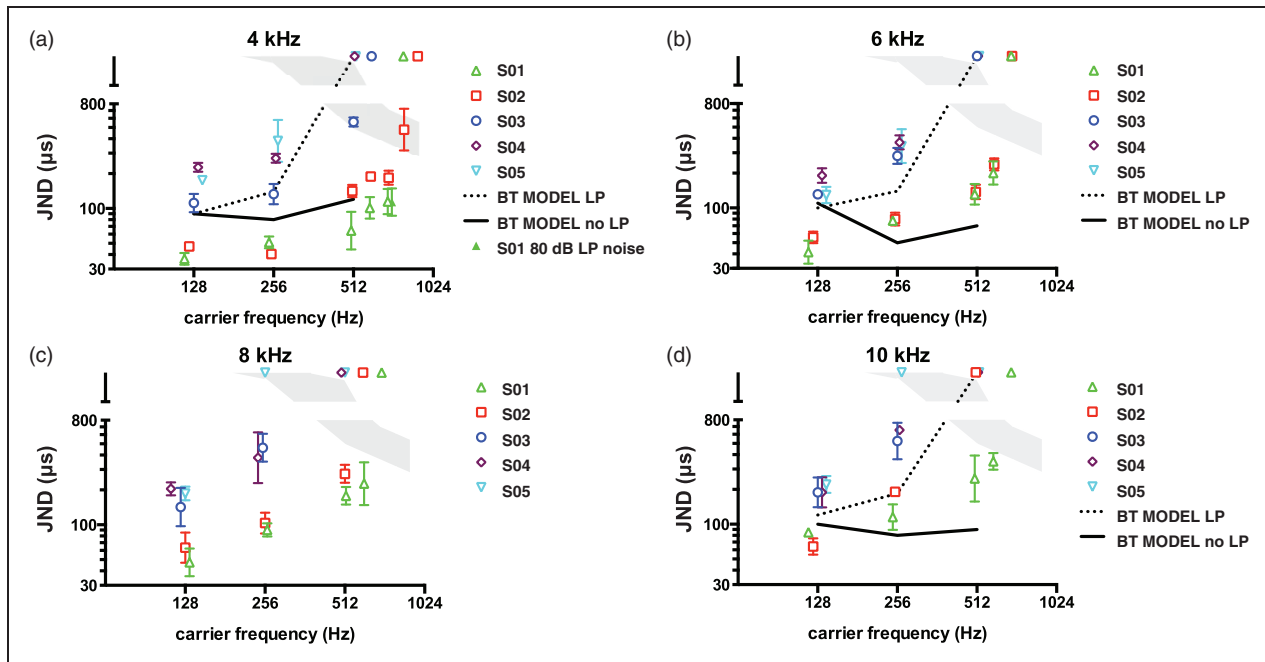 (a)
4 kHz
JND (µs)
800
100
30
128
256
512
1024
carrier frequency (Hz)
S01
S02
S03
S04
S05
BT MODEL LP
BT MODEL no LP
S01 80 dB LP noise
(b)
6 kHz
JND (µs)
800
100
30
128
256
512
1024
carrier frequency (Hz)
S01
S02
S03
S04
S05
BT MODEL LP
BT MODEL no LP
(c)
8 kHz
JND (µs)
800
100
30
128
256
512
1024
carrier frequency (Hz)
S01
S02
S03
S04
S05
(d)
10 kHz
JND (µs)
800
100
30
128
256
512
1024
carrier frequency (Hz)
S01
S02
S03
S04
S05
BT MODEL LP
BT MODEL no LP